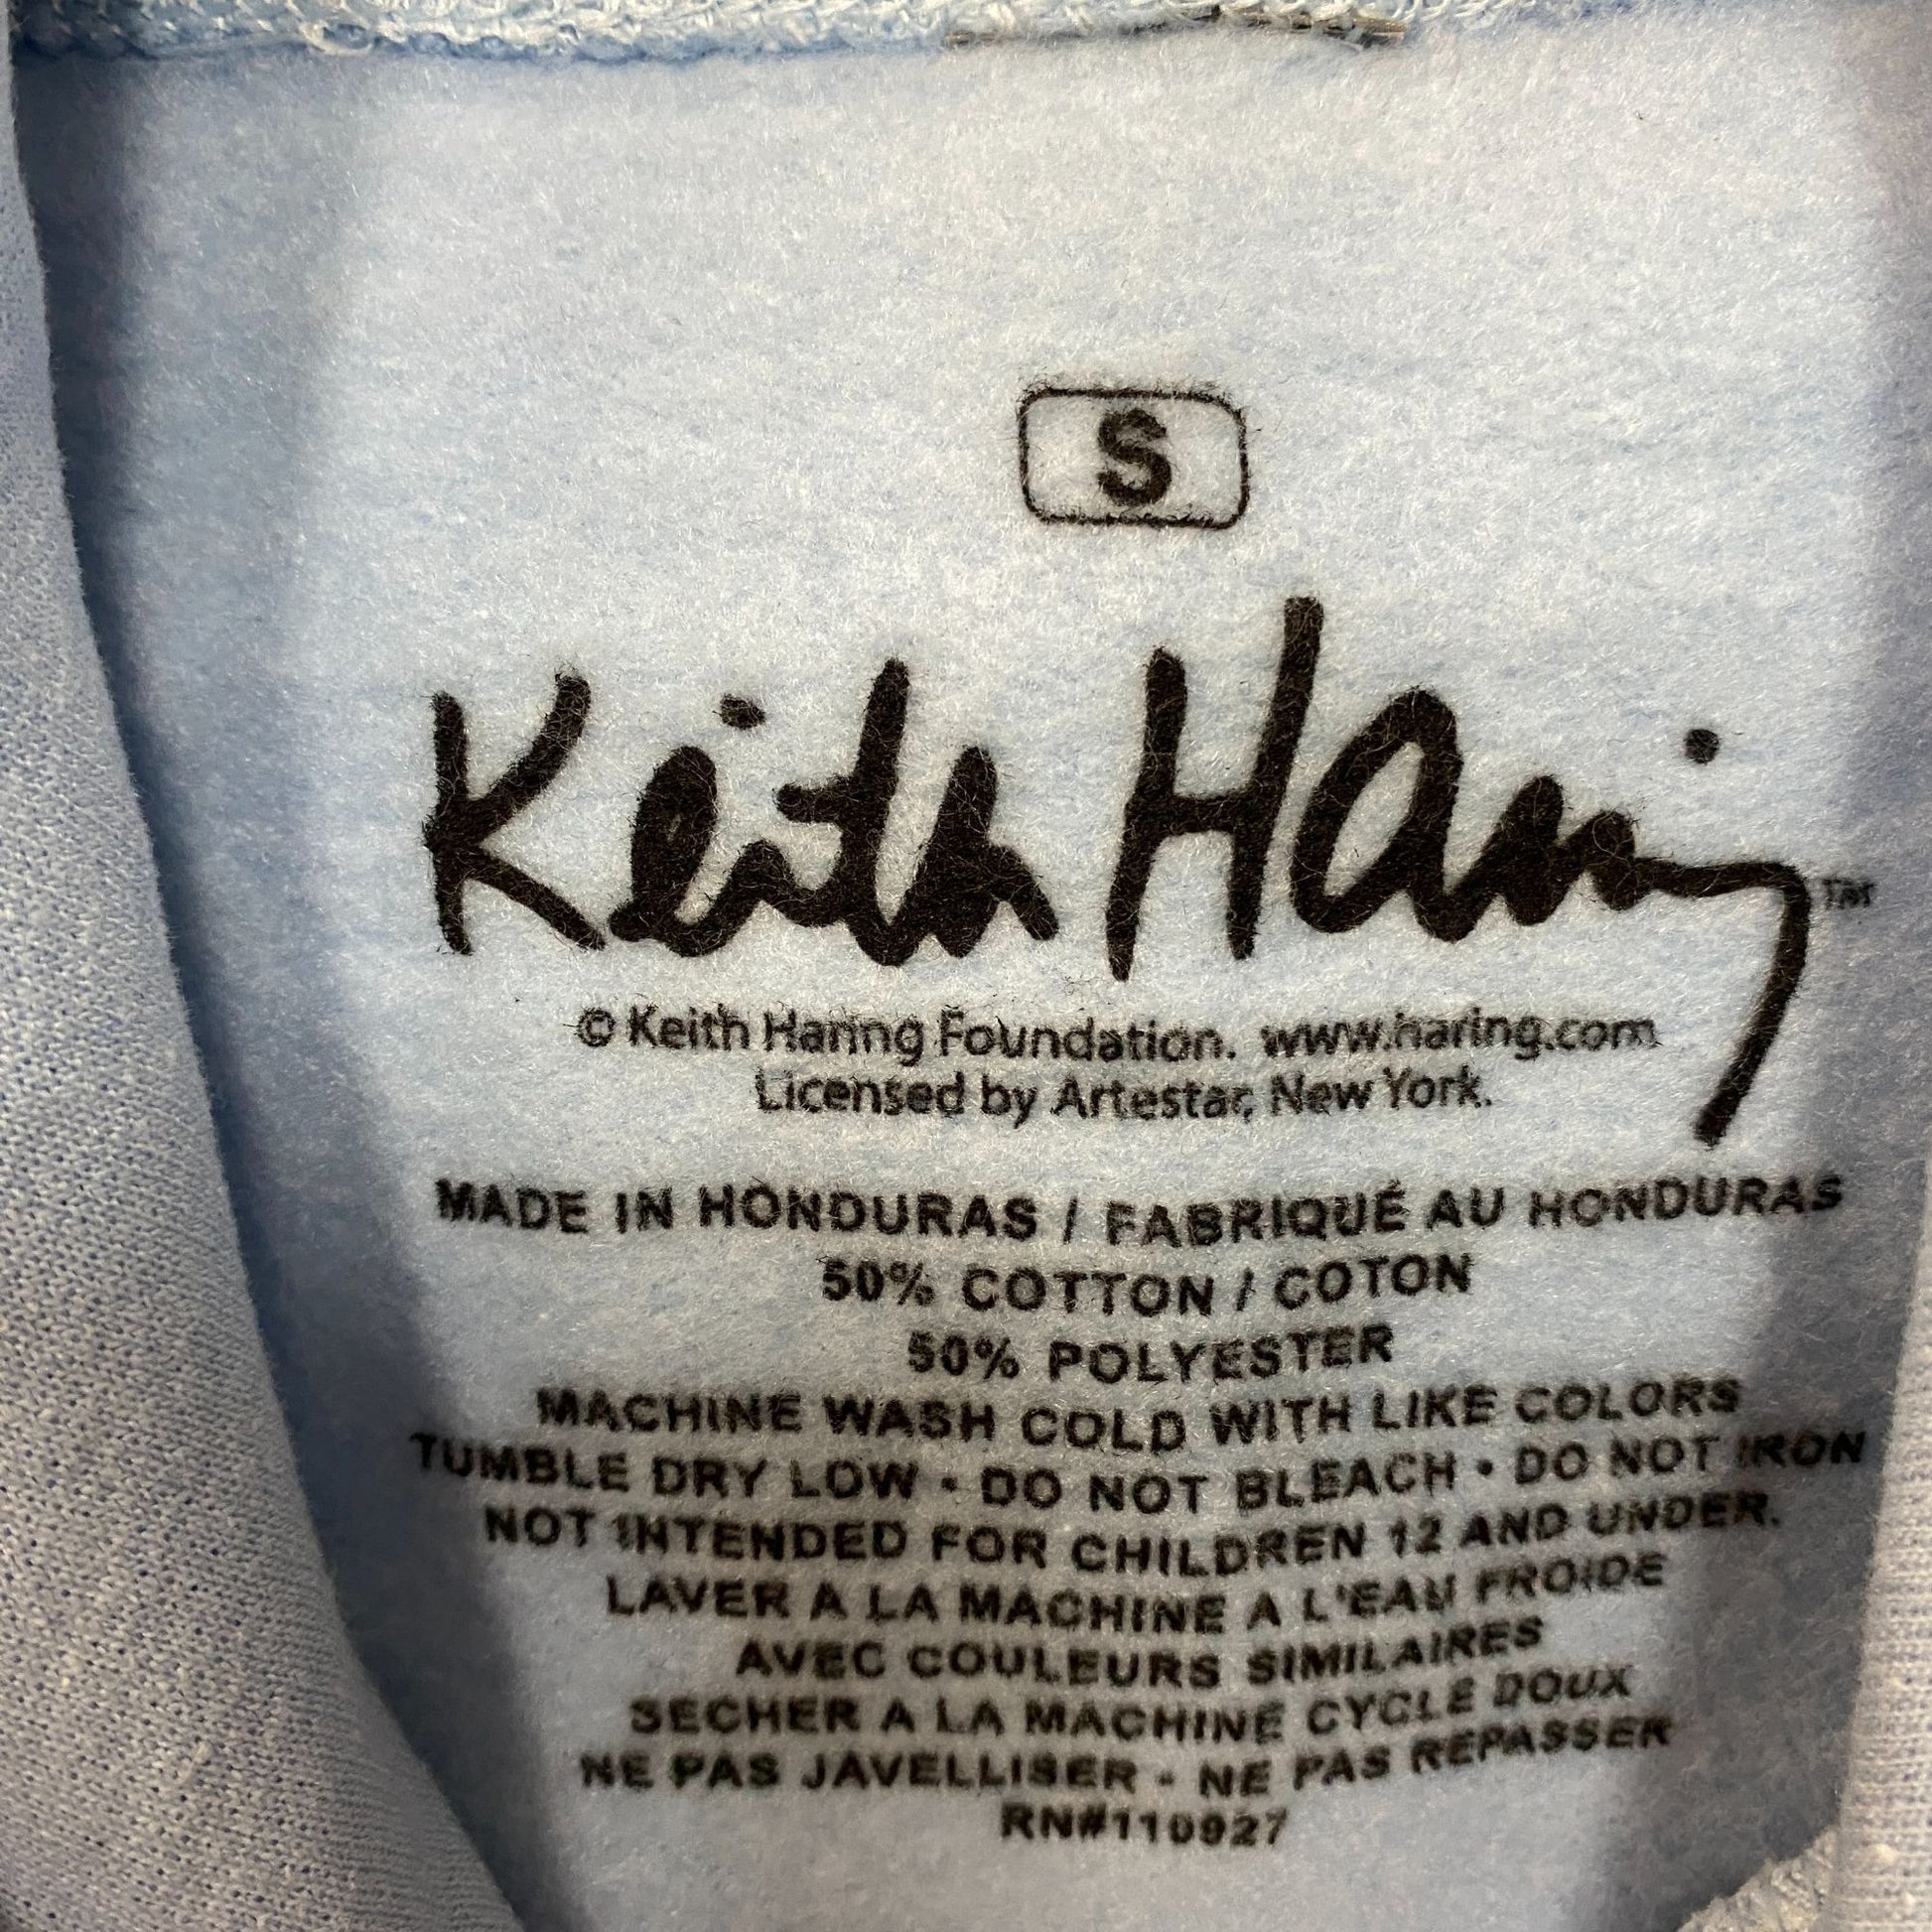 S
Keith Haring™
© Keith Haring Foundation. www.haring.com
Licensed by Artestar, New York.
MADE IN HONDURAS / FABRIQUÉ AU HONDURAS
50% COTTON / COTON
50% POLYESTER
MACHINE WASH COLD WITH LIKE COLORS
TUMBLE DRY LOW • DO NOT BLEACH • DO NOT IRON
NOT INTENDED FOR CHILDREN 12 AND UNDER.
LAVER A LA MACHINE A L'EAU FROIDE
AVEC COULEURS SIMILAIRES
SECHER A LA MACHINE CYCLE DOUX
NE PAS JAVELLISER - NE PAS REPASSER
RN#110927